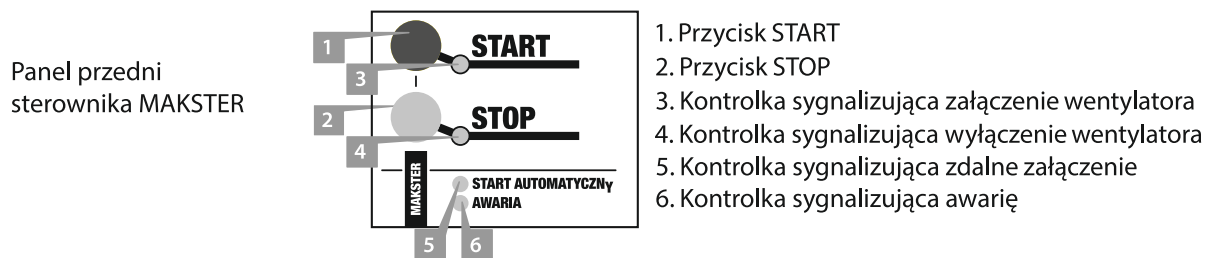 Panel przedni
sterownika MAKSTER
1
START
3
2
STOP
4
MAKSTER
START AUTOMATYCZNY
AWARIA
5
6
1. Przycisk START
2. Przycisk STOP
3. Kontrolka sygnalizująca załączenie wentylatora
4. Kontrolka sygnalizująca wyłączenie wentylatora
5. Kontrolka sygnalizująca zdalne załączenie
6. Kontrolka sygnalizująca awarię